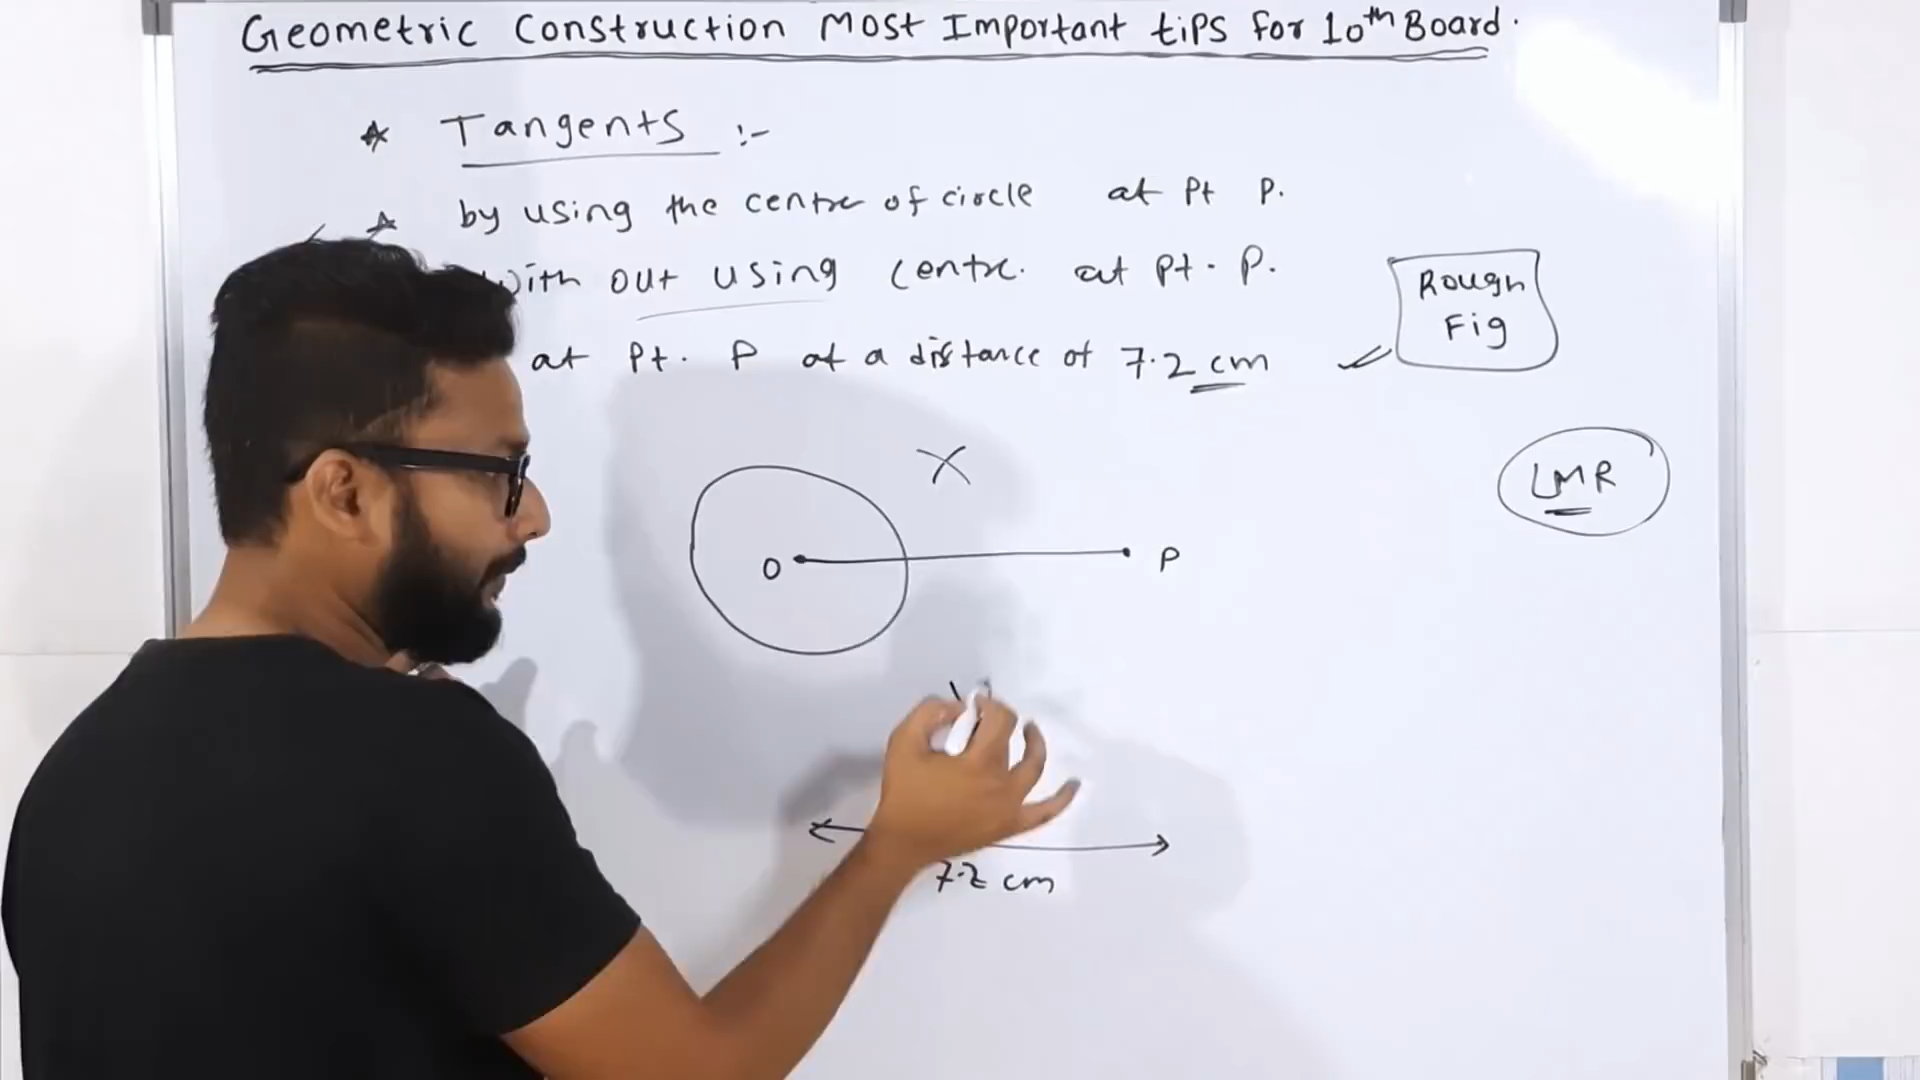 Geometric Construction Most Important tips for 10th Board.
* Tangents :-
* by using the centre of circle at Pt P.
with out using centre. at pt. P.
at Pt. P at a distance of 7.2 cm
Rough
Fig
LMR
O P
7.2 cm